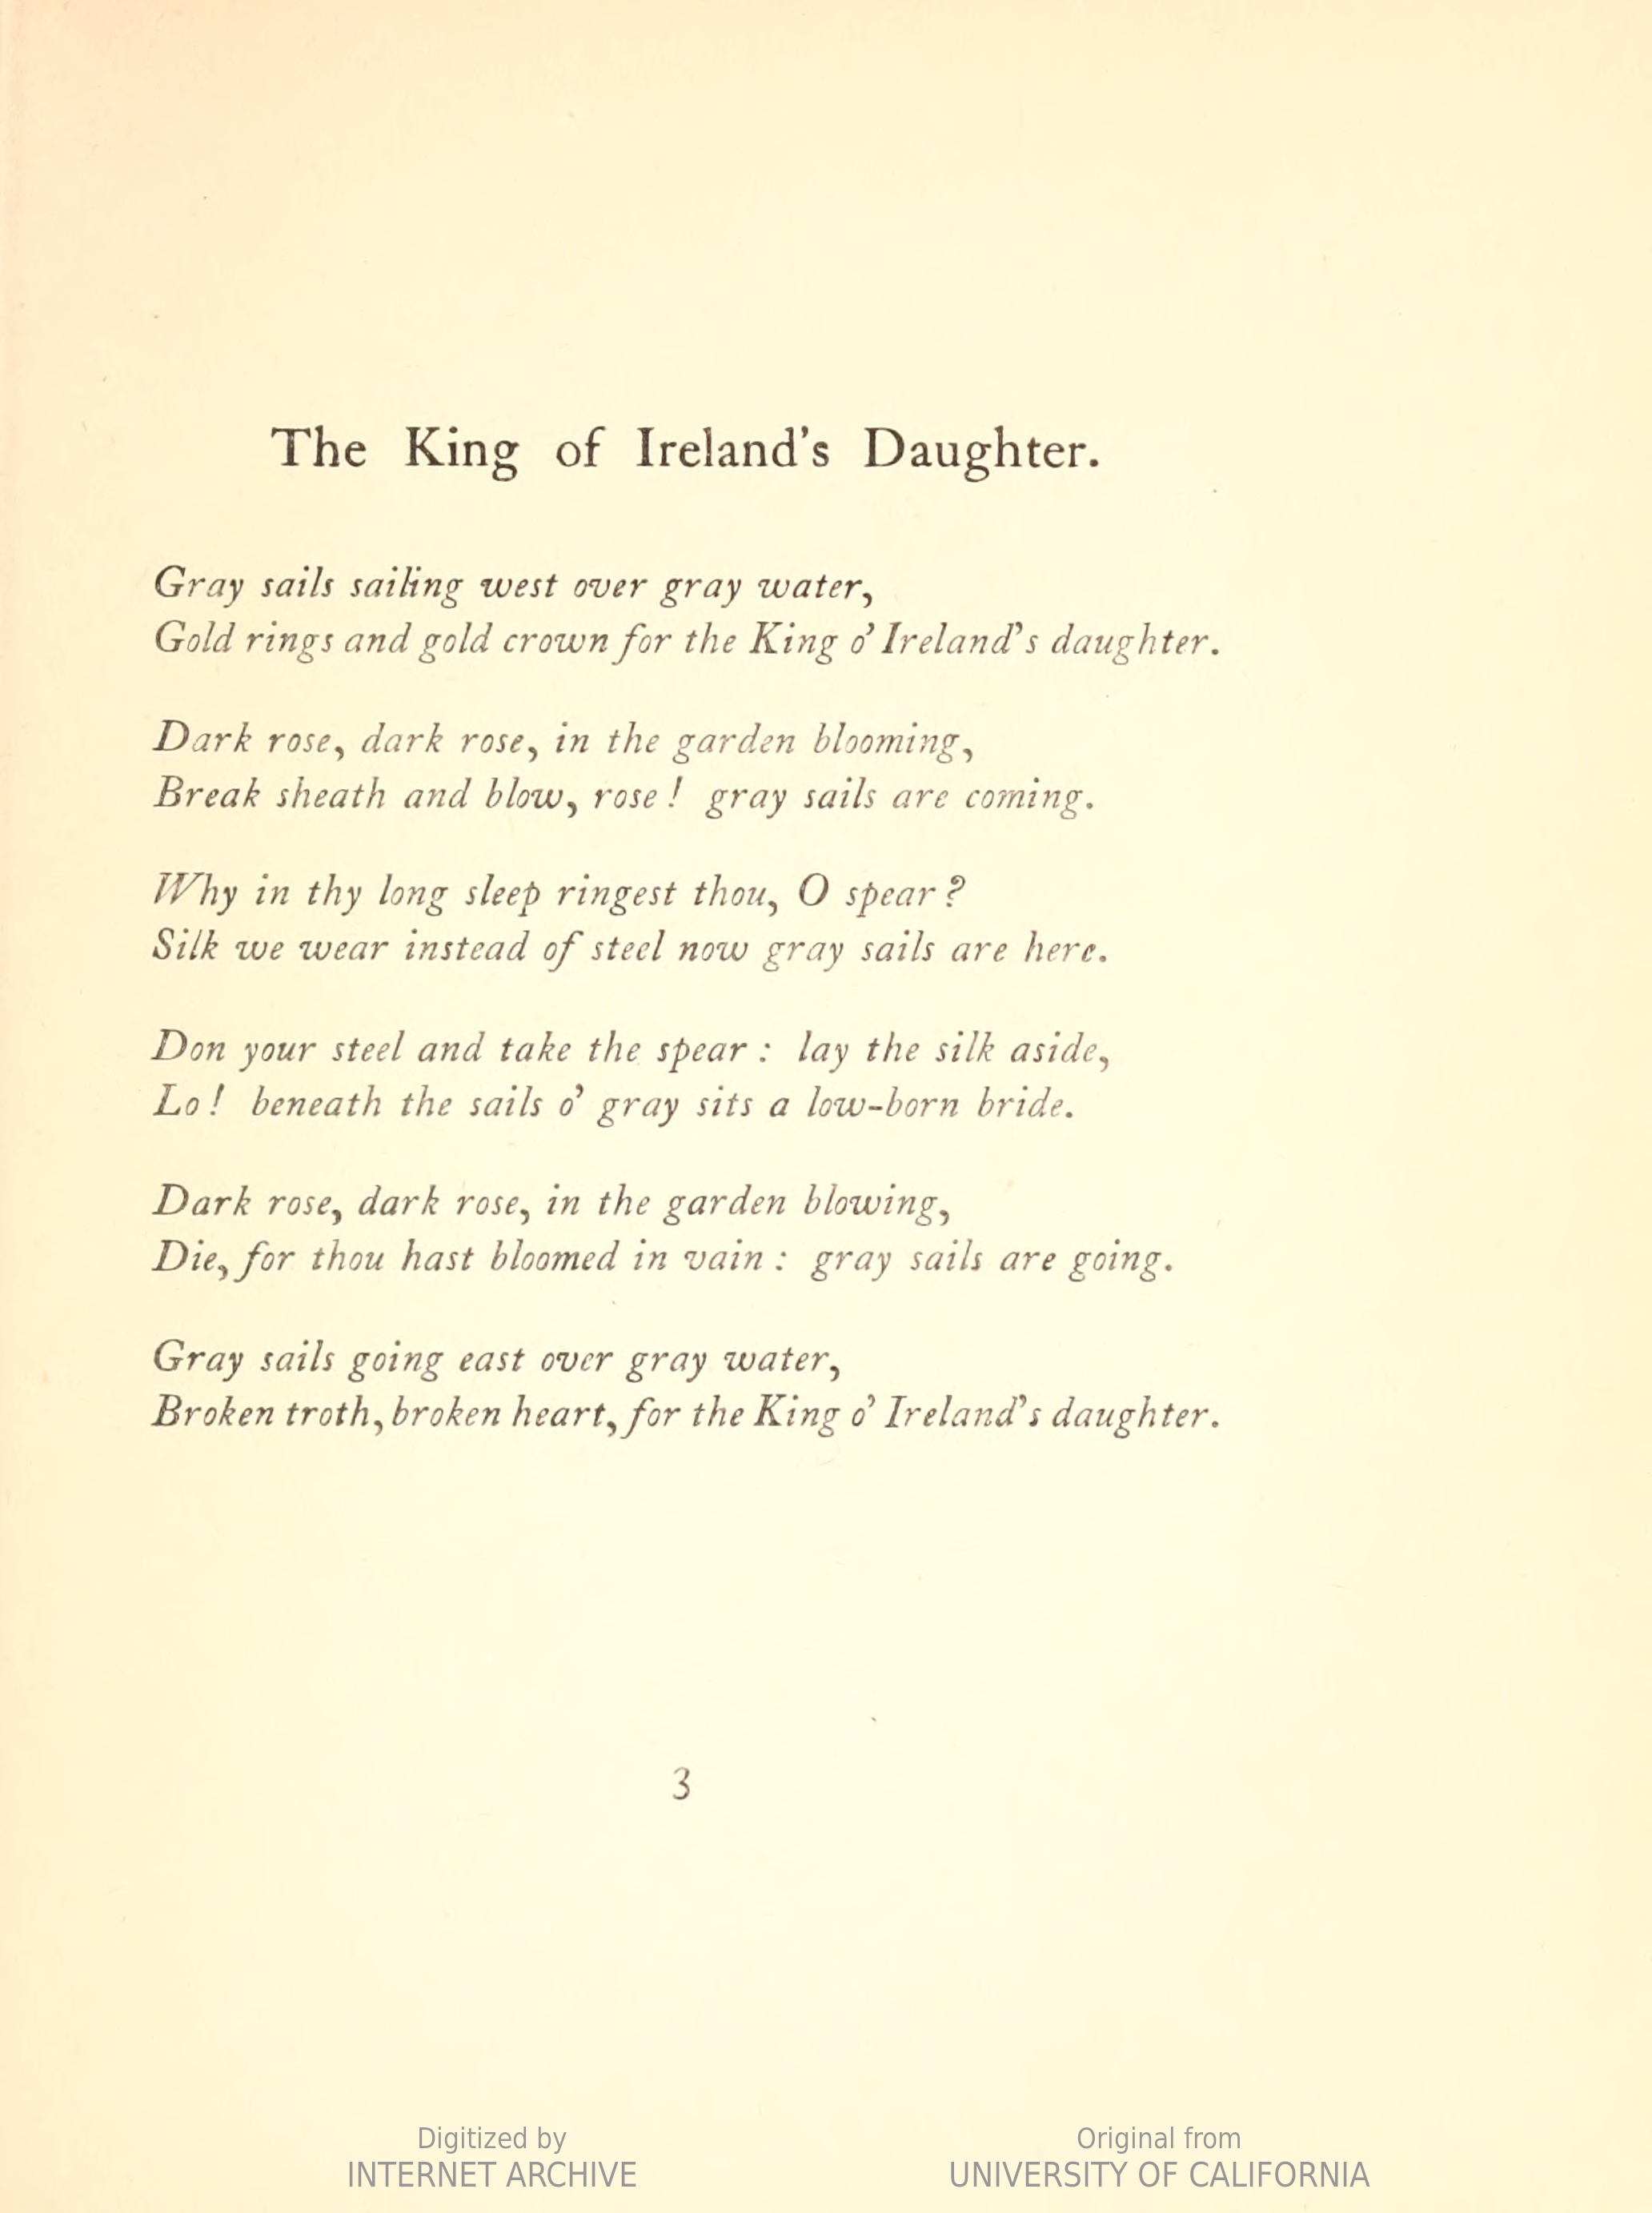 The King of Ireland's Daughter.
Gray sails sailing west over gray water,
Gold rings and gold crown for the King o' Ireland's daughter.
Dark rose, dark rose, in the garden blooming,
Break sheath and blow, rose! gray sails are coming.
Why in thy long sleep ringest thou, O spear?
Silk we wear instead of steel now gray sails are here.
Don your steel and take the spear: lay the silk aside,
Lo! beneath the sails o' gray sits a low-born bride.
Dark rose, dark rose, in the garden blowing,
Die, for thou hast bloomed in vain: gray sails are going.
Gray sails going east over gray water,
Broken troth, broken heart, for the King o' Ireland's daughter.
3
Digitized by
INTERNET ARCHIVE
Original from
UNIVERSITY OF CALIFORNIA